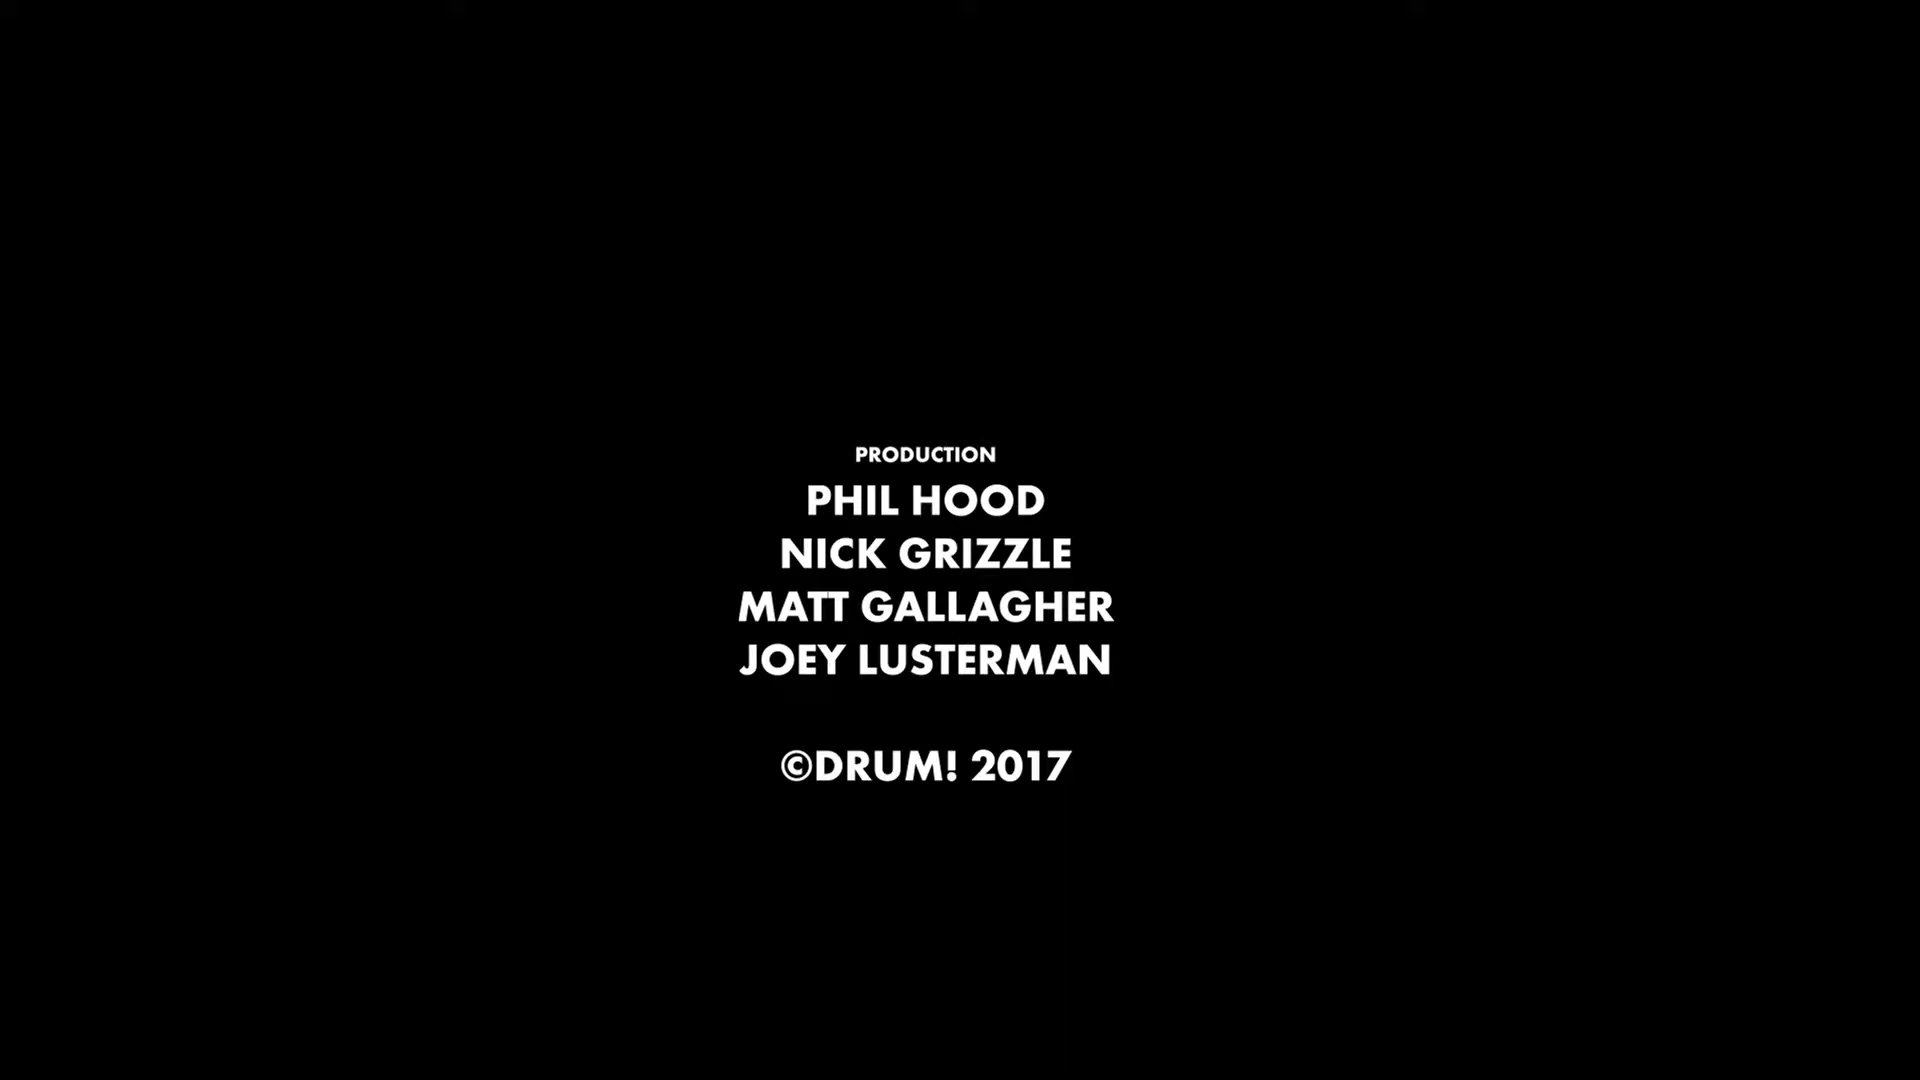 PRODUCTION
PHIL HOOD
NICK GRIZZLE
MATT GALLAGHER
JOEY LUSTERMAN
©DRUM! 2017